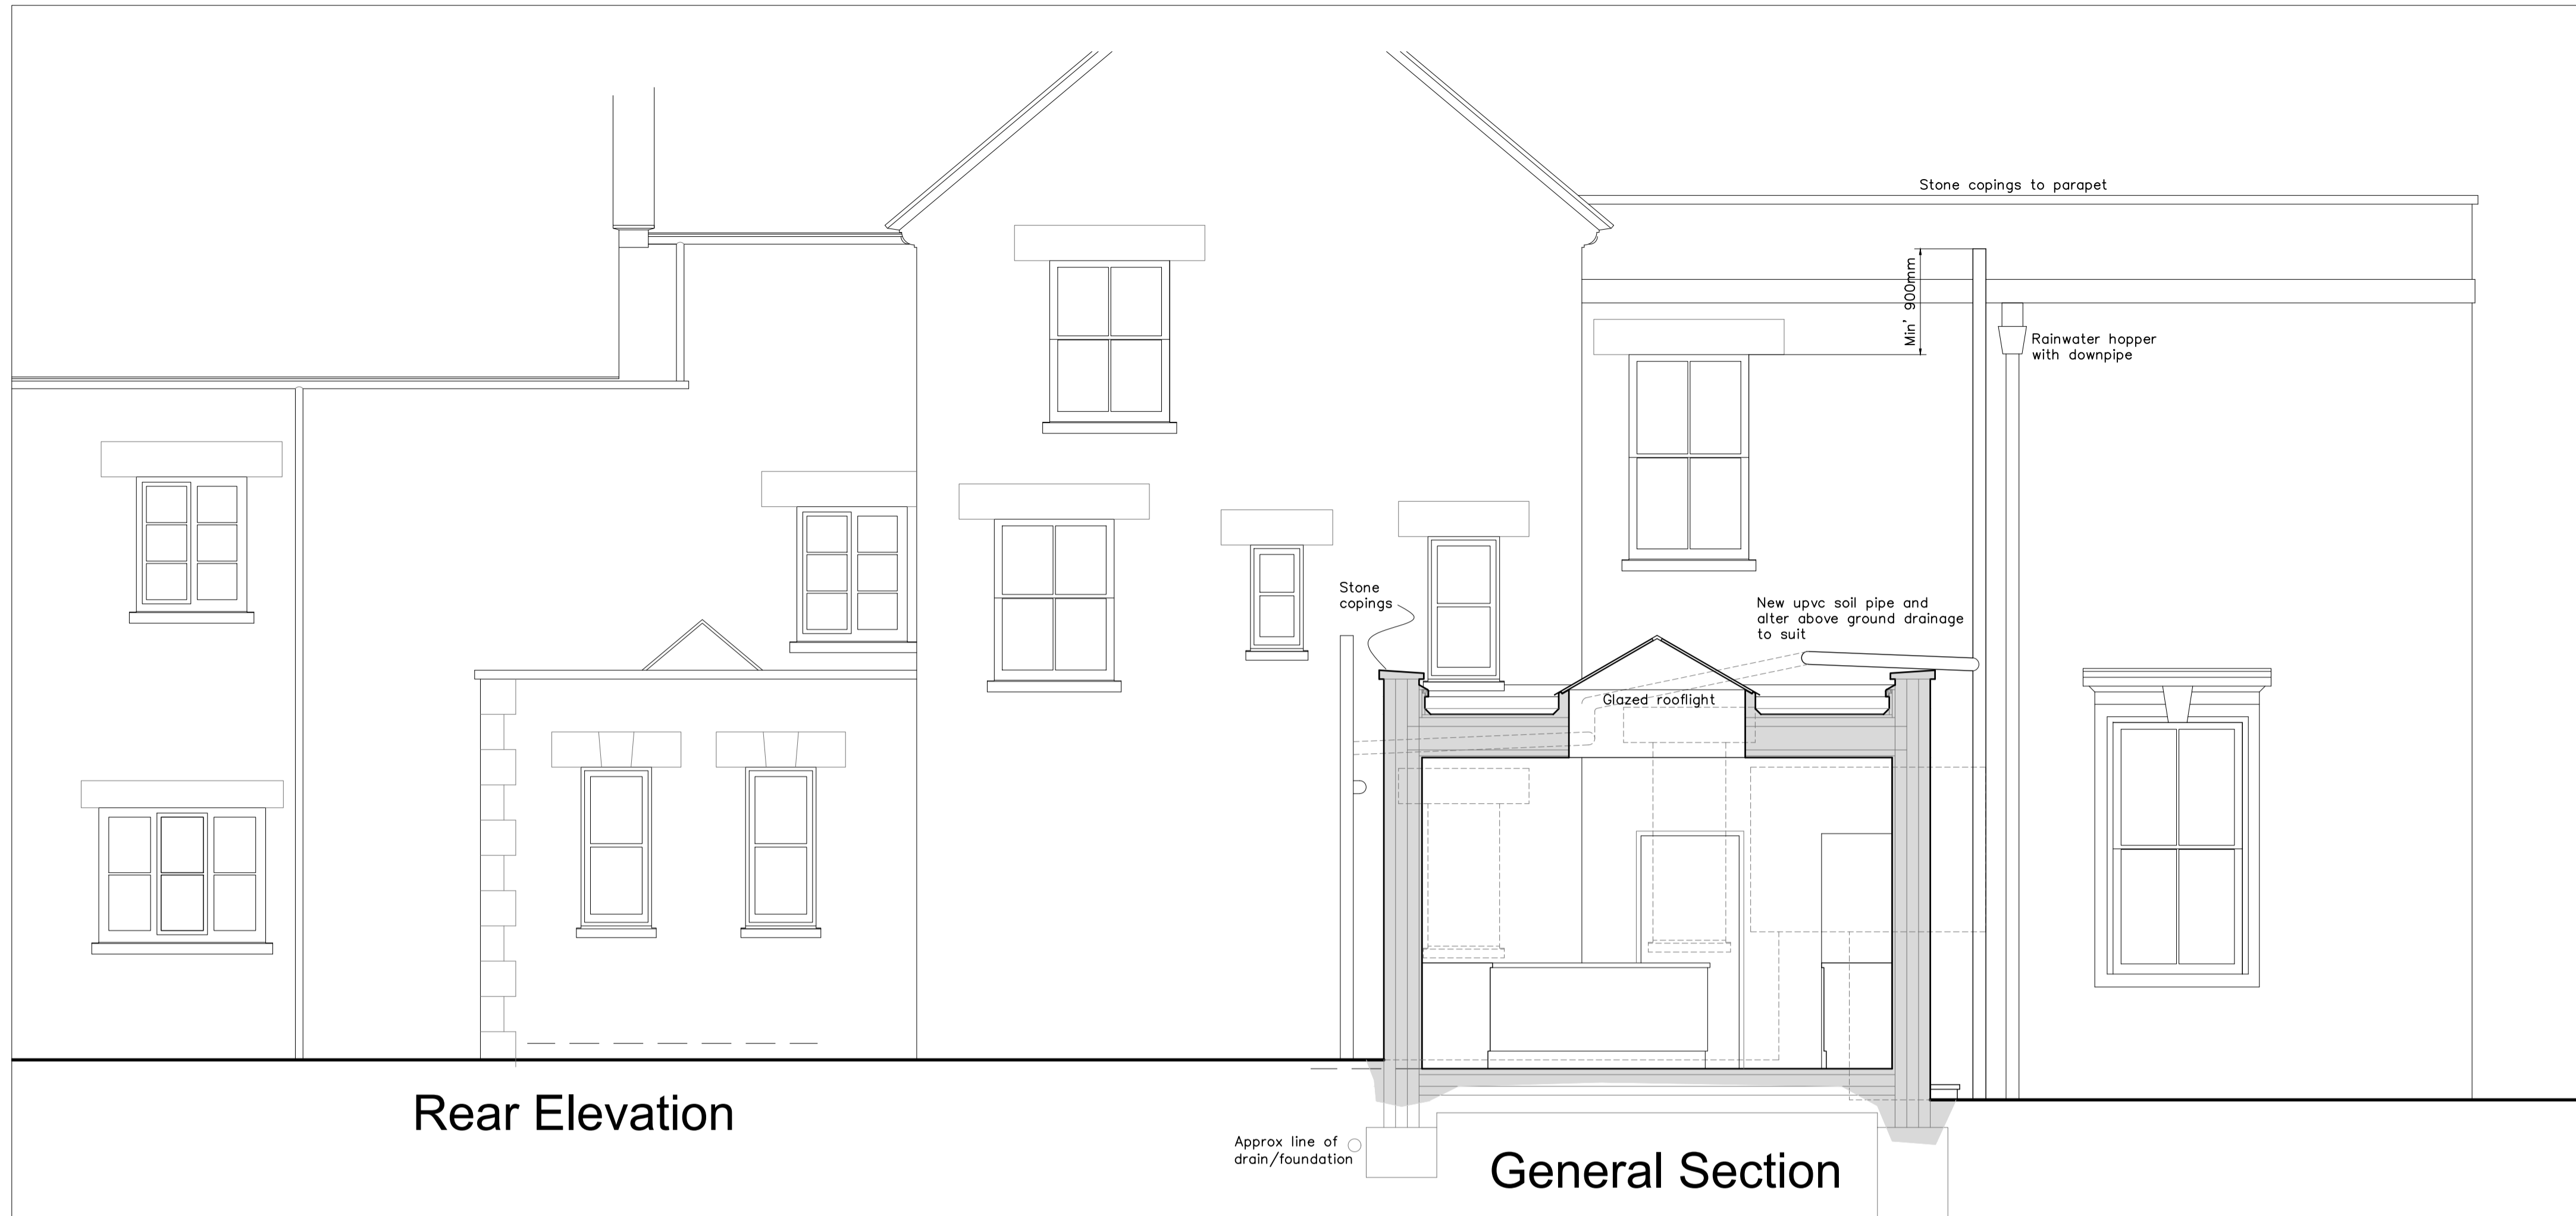 Stone copings to parapet
Min' 900mm
Rainwater hopper
with downpipe
Stone
copings
New upvc soil pipe and
alter above ground drainage
to suit
Glazed rooflight
Rear Elevation
Approx line of
drain/foundation
General Section